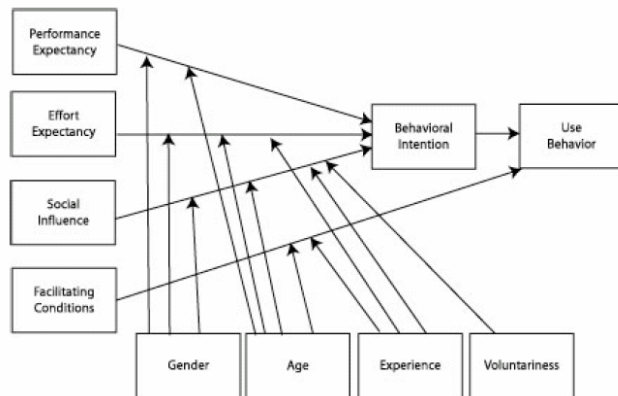 Performance
Expectancy
Effort
Expectancy
Behavioral
Intention
Use
Behavior
Social
Influence
Facilitating
Conditions
Gender
Age
Experience
Voluntariness